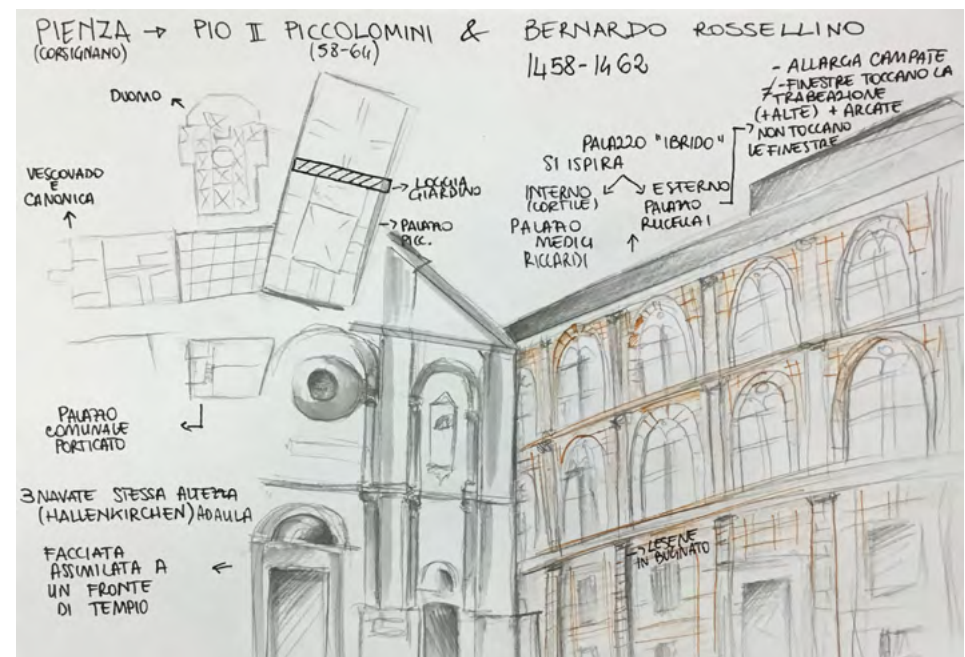 PIENZA → PIO II PICCOLOMINI & BERNARDO ROSSELLINO
(CORSIGNANO)
(58-64)
1458-1462
- ALLARGA CAMPATE
≠ - FINESTRE TOCCANO LA
TRABEAZIONE
(+ALTE) + ARCATE
NON TOCCANO
LE FINESTRE
PALAZZO "IBRIDO"
SI ISPIRA
INTERNO
(CORTILE)
PALAZZO
MEDICI
RICCARDI
ESTERNO
PALAZZO
RUCELLAI
DUOMO
VESCOVADO
E
CANONICA
LOGGIA
GIARDINO
PALAZZO
PICC.
PALAZZO
COMUNALE
PORTICATO
3 NAVATE STESSA ALTEZZA
(HALLENKIRCHEN) AD AULA
FACCIATA
ASSIMILATA A
UN FRONTE
DI TEMPIO
LESENE
IN BUGNATO